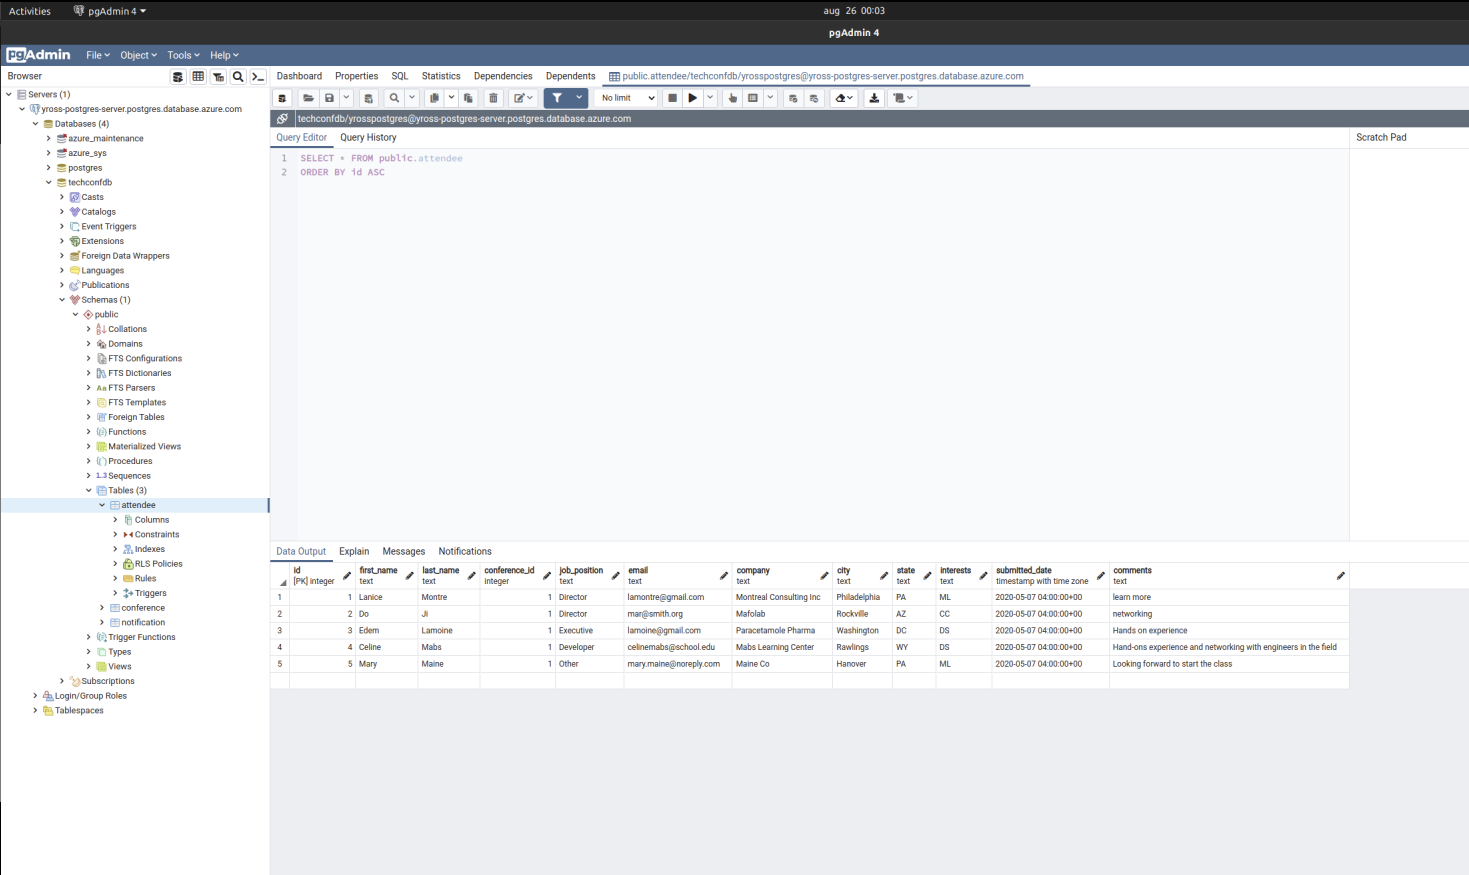 Activities pgAdmin 4 aug 26 00:03
pgAdmin 4
pgAdmin File Object Tools Help
Browser
Dashboard Properties SQL Statistics Dependencies Dependents public.attendee/techconfdb/yrosspostgres@yross-postgres-server.postgres.database.azure.com
No limit
techconfdb/yrosspostgres@yross-postgres-server.postgres.database.azure.com
Query Editor Query History Scratch Pad
1 SELECT * FROM public.attendee
2 ORDER BY id ASC
Servers (1)
yross-postgres-server.postgres.database.azure.com
Databases (4)
azure_maintenance
azure_sys
postgres
techconfdb
Casts
Catalogs
Event Triggers
Extensions
Foreign Data Wrappers
Languages
Publications
Schemas (1)
public
Collations
Domains
FTS Configurations
FTS Dictionaries
Aa FTS Parsers
FTS Templates
Foreign Tables
Functions
Materialized Views
Procedures
1..3 Sequences
Tables (3)
attendee
Columns
Constraints
Indexes
RLS Policies
Rules
Triggers
conference
notification
Trigger Functions
Types
Views
Subscriptions
Login/Group Roles
Tablespaces
Data Output Explain Messages Notifications
id first_name last_name conference_id job_position email company city state interests submitted_date comments
[PK] integer text text integer text text text text text text timestamp with time zone text
1 1 Lanice Montre 1 Director lamontre@gmail.com Montreal Consulting Inc Philadelphia PA ML 2020-05-07 04:00:00+00 learn more
2 2 Do Ji 1 Director mar@smith.org Mafolab Rockville AZ CC 2020-05-07 04:00:00+00 networking
3 3 Edem Lamoine 1 Executive lamoine@gmail.com Paracetamole Pharma Washington DC DS 2020-05-07 04:00:00+00 Hands on experience
4 4 Celine Mabs 1 Developer celinemabs@school.edu Mabs Learning Center Rawlings WY DS 2020-05-07 04:00:00+00 Hand-ons experience and networking with engineers in the field
5 5 Mary Maine 1 Other mary.maine@noreply.com Maine Co Hanover PA ML 2020-05-07 04:00:00+00 Looking forward to start the class